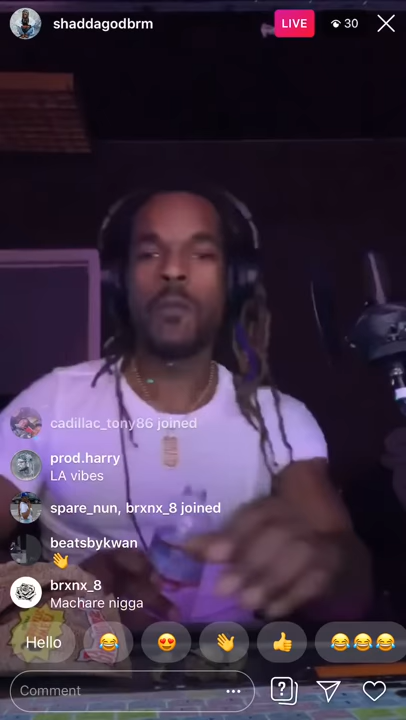 shaddagodbrm
LIVE
30
cadillac_tony86 joined
prod.harry
LA vibes
spare_nun, brxnx_8 joined
beatsbykwan
👋
brxnx_8
Machare nigga
Hello
😂
😍
👋
👍
😂😂😂
Comment